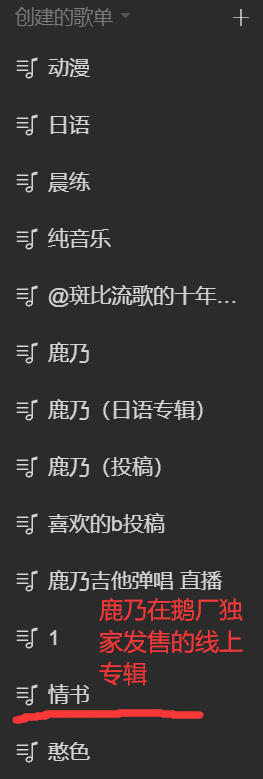 创建的歌单
动漫
日语
晨练
纯音乐
@斑比流歌的十年...
鹿乃
鹿乃（日语专辑）
鹿乃（投稿）
喜欢的b投稿
鹿乃吉他弹唱 直播
1
鹿乃在鹅厂独
家发售的线上
专辑
情书
憨色